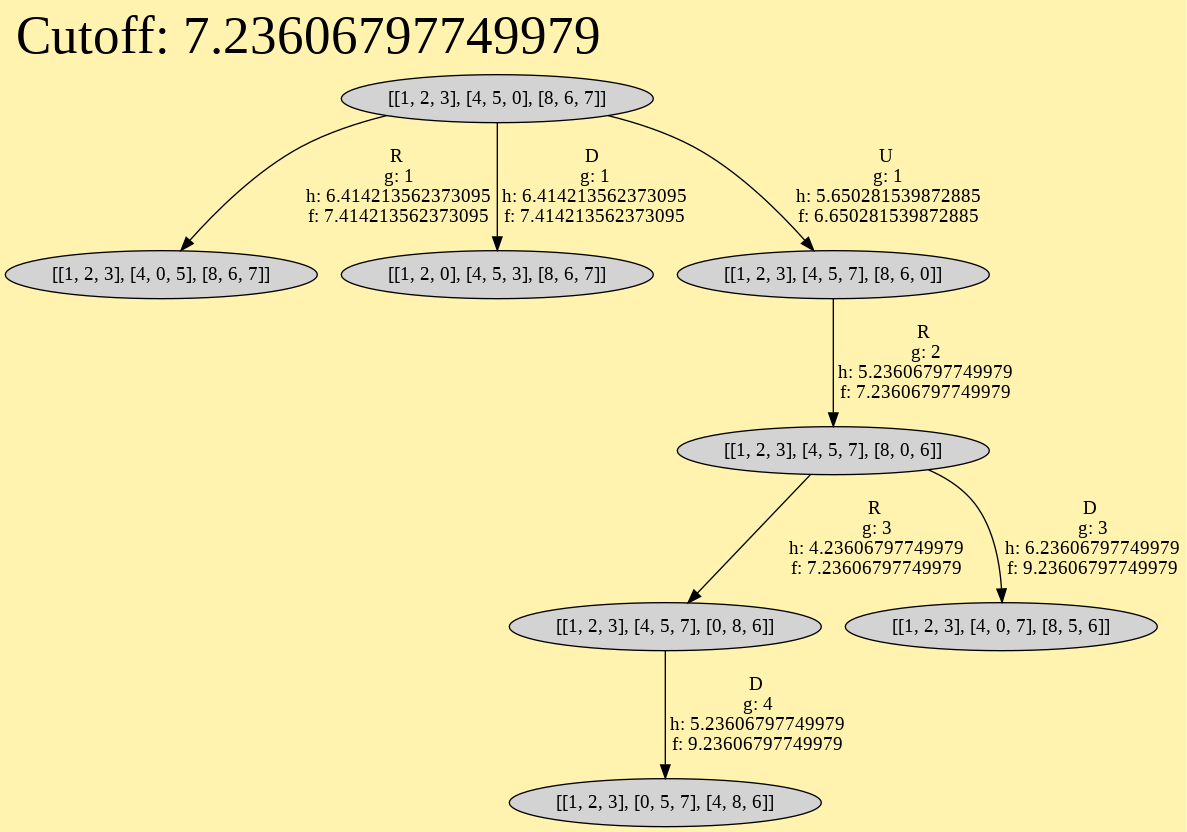 Cutoff: 7.23606797749979
[[1, 2, 3], [4, 5, 0], [8, 6, 7]]
R
g: 1
h: 6.414213562373095
f: 7.414213562373095
D
g: 1
h: 6.414213562373095
f: 7.414213562373095
U
g: 1
h: 5.650281539872885
f: 6.650281539872885
[[1, 2, 3], [4, 0, 5], [8, 6, 7]]
[[1, 2, 0], [4, 5, 3], [8, 6, 7]]
[[1, 2, 3], [4, 5, 7], [8, 6, 0]]
R
g: 2
h: 5.23606797749979
f: 7.23606797749979
[[1, 2, 3], [4, 5, 7], [8, 0, 6]]
R
g: 3
h: 4.23606797749979
f: 7.23606797749979
D
g: 3
h: 6.23606797749979
f: 9.23606797749979
[[1, 2, 3], [4, 5, 7], [0, 8, 6]]
[[1, 2, 3], [4, 0, 7], [8, 5, 6]]
D
g: 4
h: 5.23606797749979
f: 9.23606797749979
[[1, 2, 3], [0, 5, 7], [4, 8, 6]]